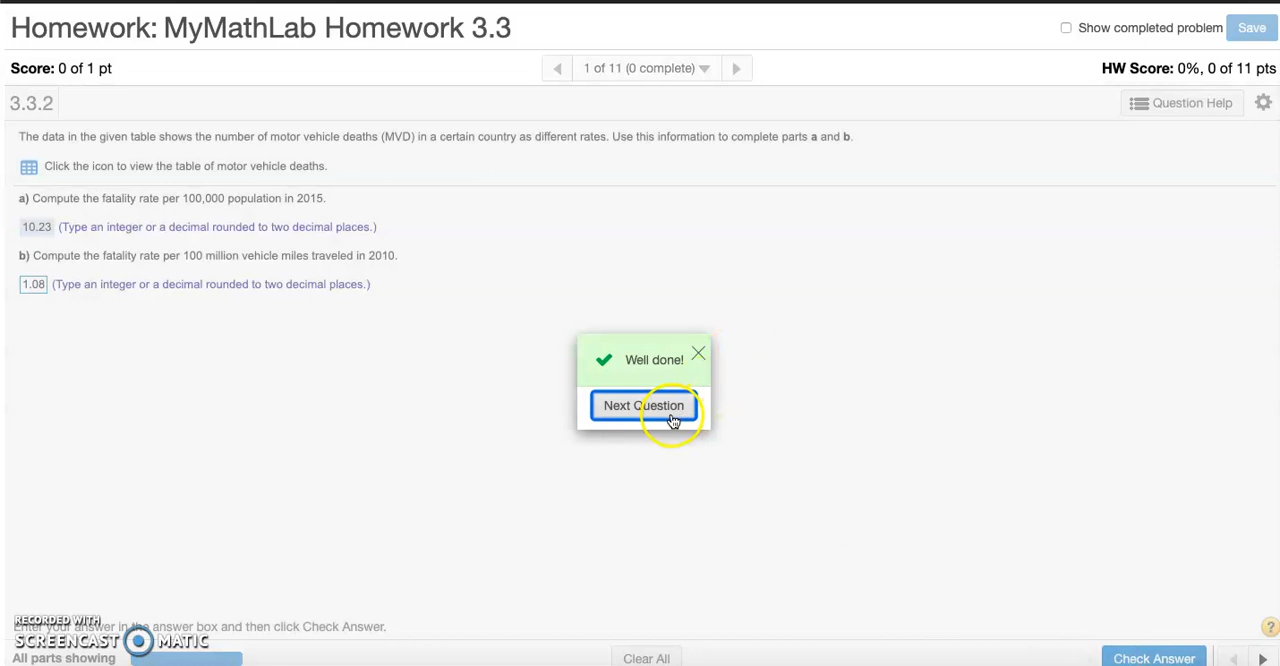 Homework: MyMathLab Homework 3.3
Show completed problem
Save
Score: 0 of 1 pt
1 of 11 (0 complete)
HW Score: 0%, 0 of 11 pts
3.3.2
Question Help
The data in the given table shows the number of motor vehicle deaths (MVD) in a certain country as different rates. Use this information to complete parts a and b.
Click the icon to view the table of motor vehicle deaths.
a) Compute the fatality rate per 100,000 population in 2015.
10.23 (Type an integer or a decimal rounded to two decimal places.)
b) Compute the fatality rate per 100 million vehicle miles traveled in 2010.
1.08 (Type an integer or a decimal rounded to two decimal places.)
Well done!
Next Question
RECORDED WITH
Enter your answer in the answer box and then click Check Answer.
SCREENCAST MATIC
?
All parts showing
Clear All
Check Answer